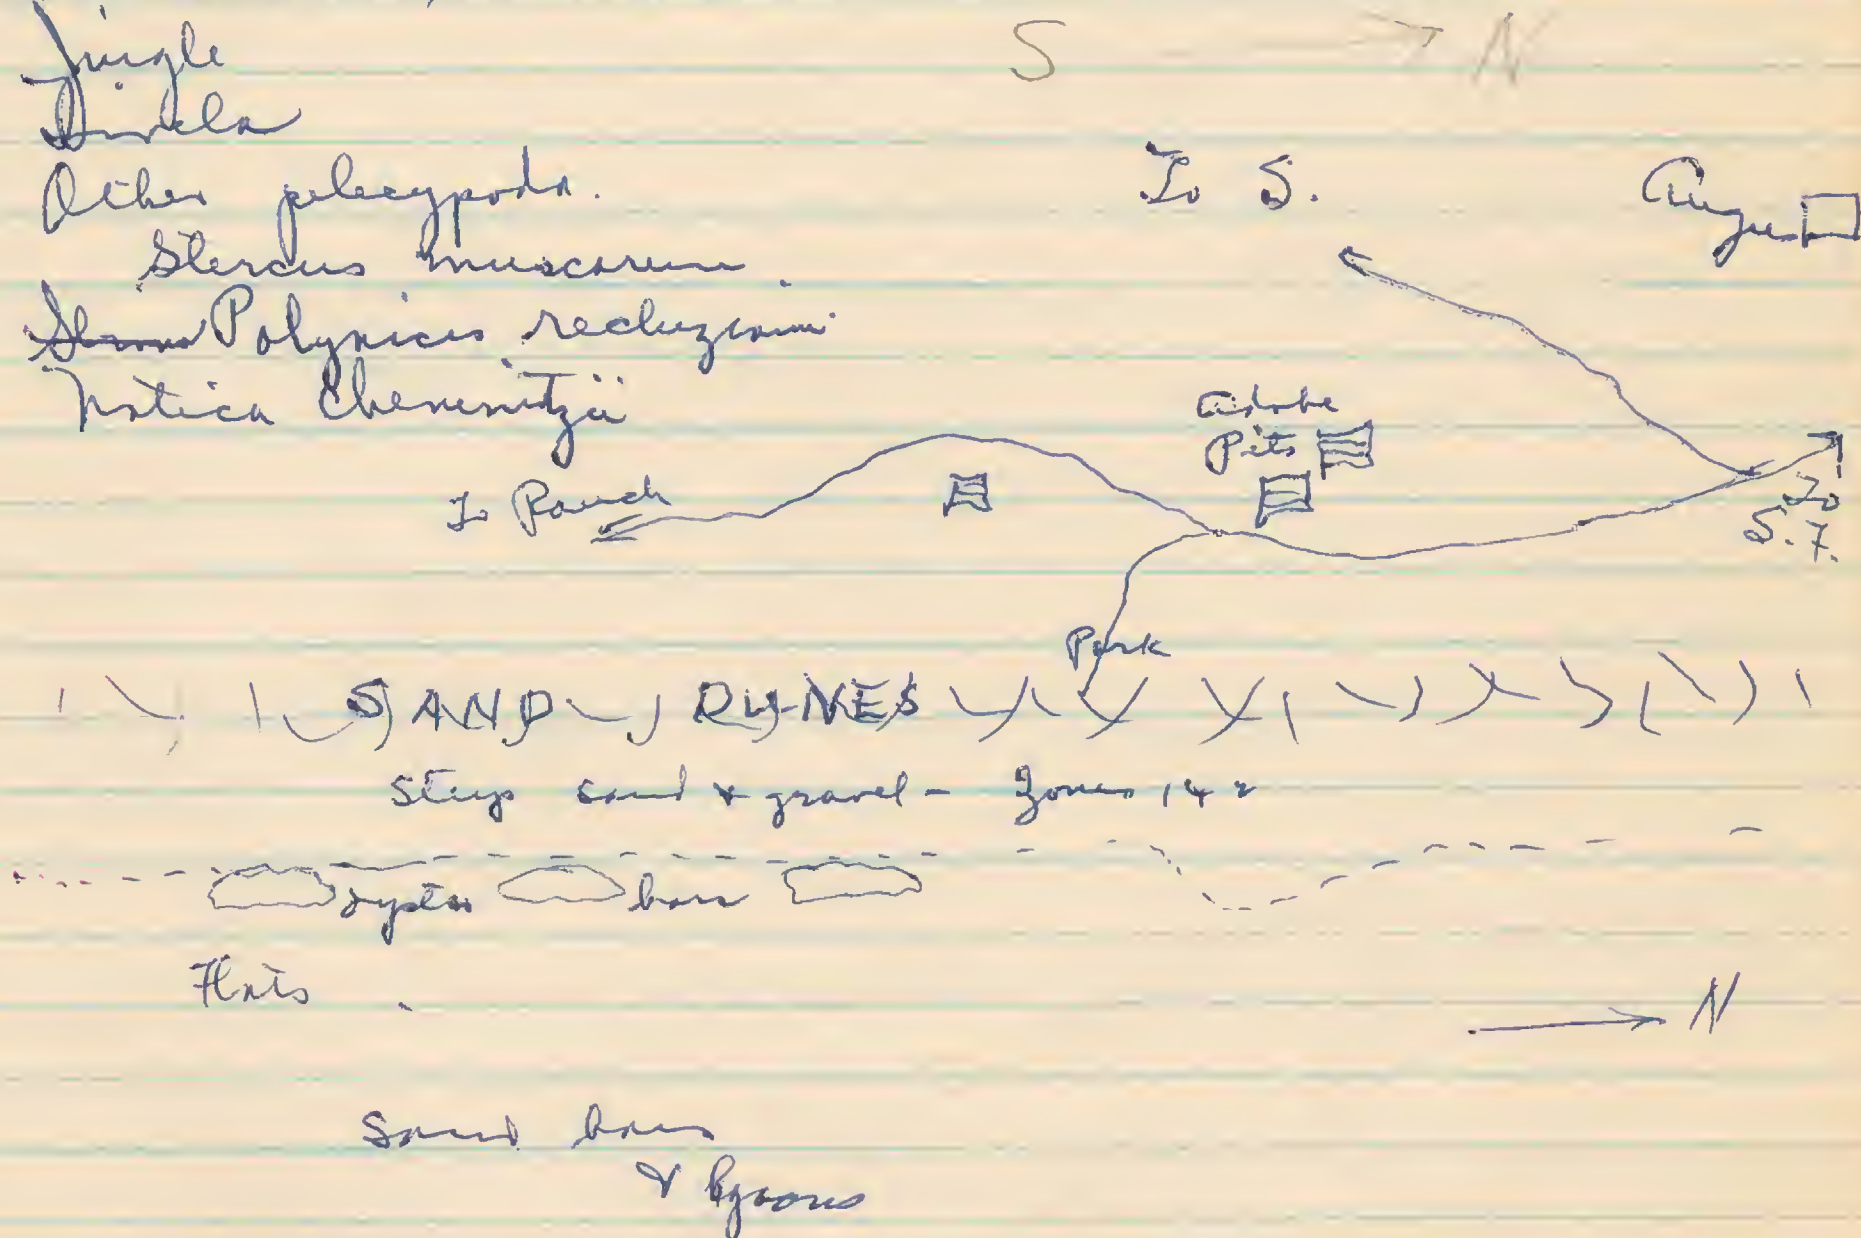 Jingle
Other pelecypoda.
Stercus muscarum
Polynices recluzianus
Natica Chemnitzii
S → N
To S.
Adobe
Pits
To Ranch
To
S. F.
Park
SAND DUNES
Steep sand & gravel - Zones 1 & 2
oyster bars
Flats
→ N
Sand bars
& lagoons